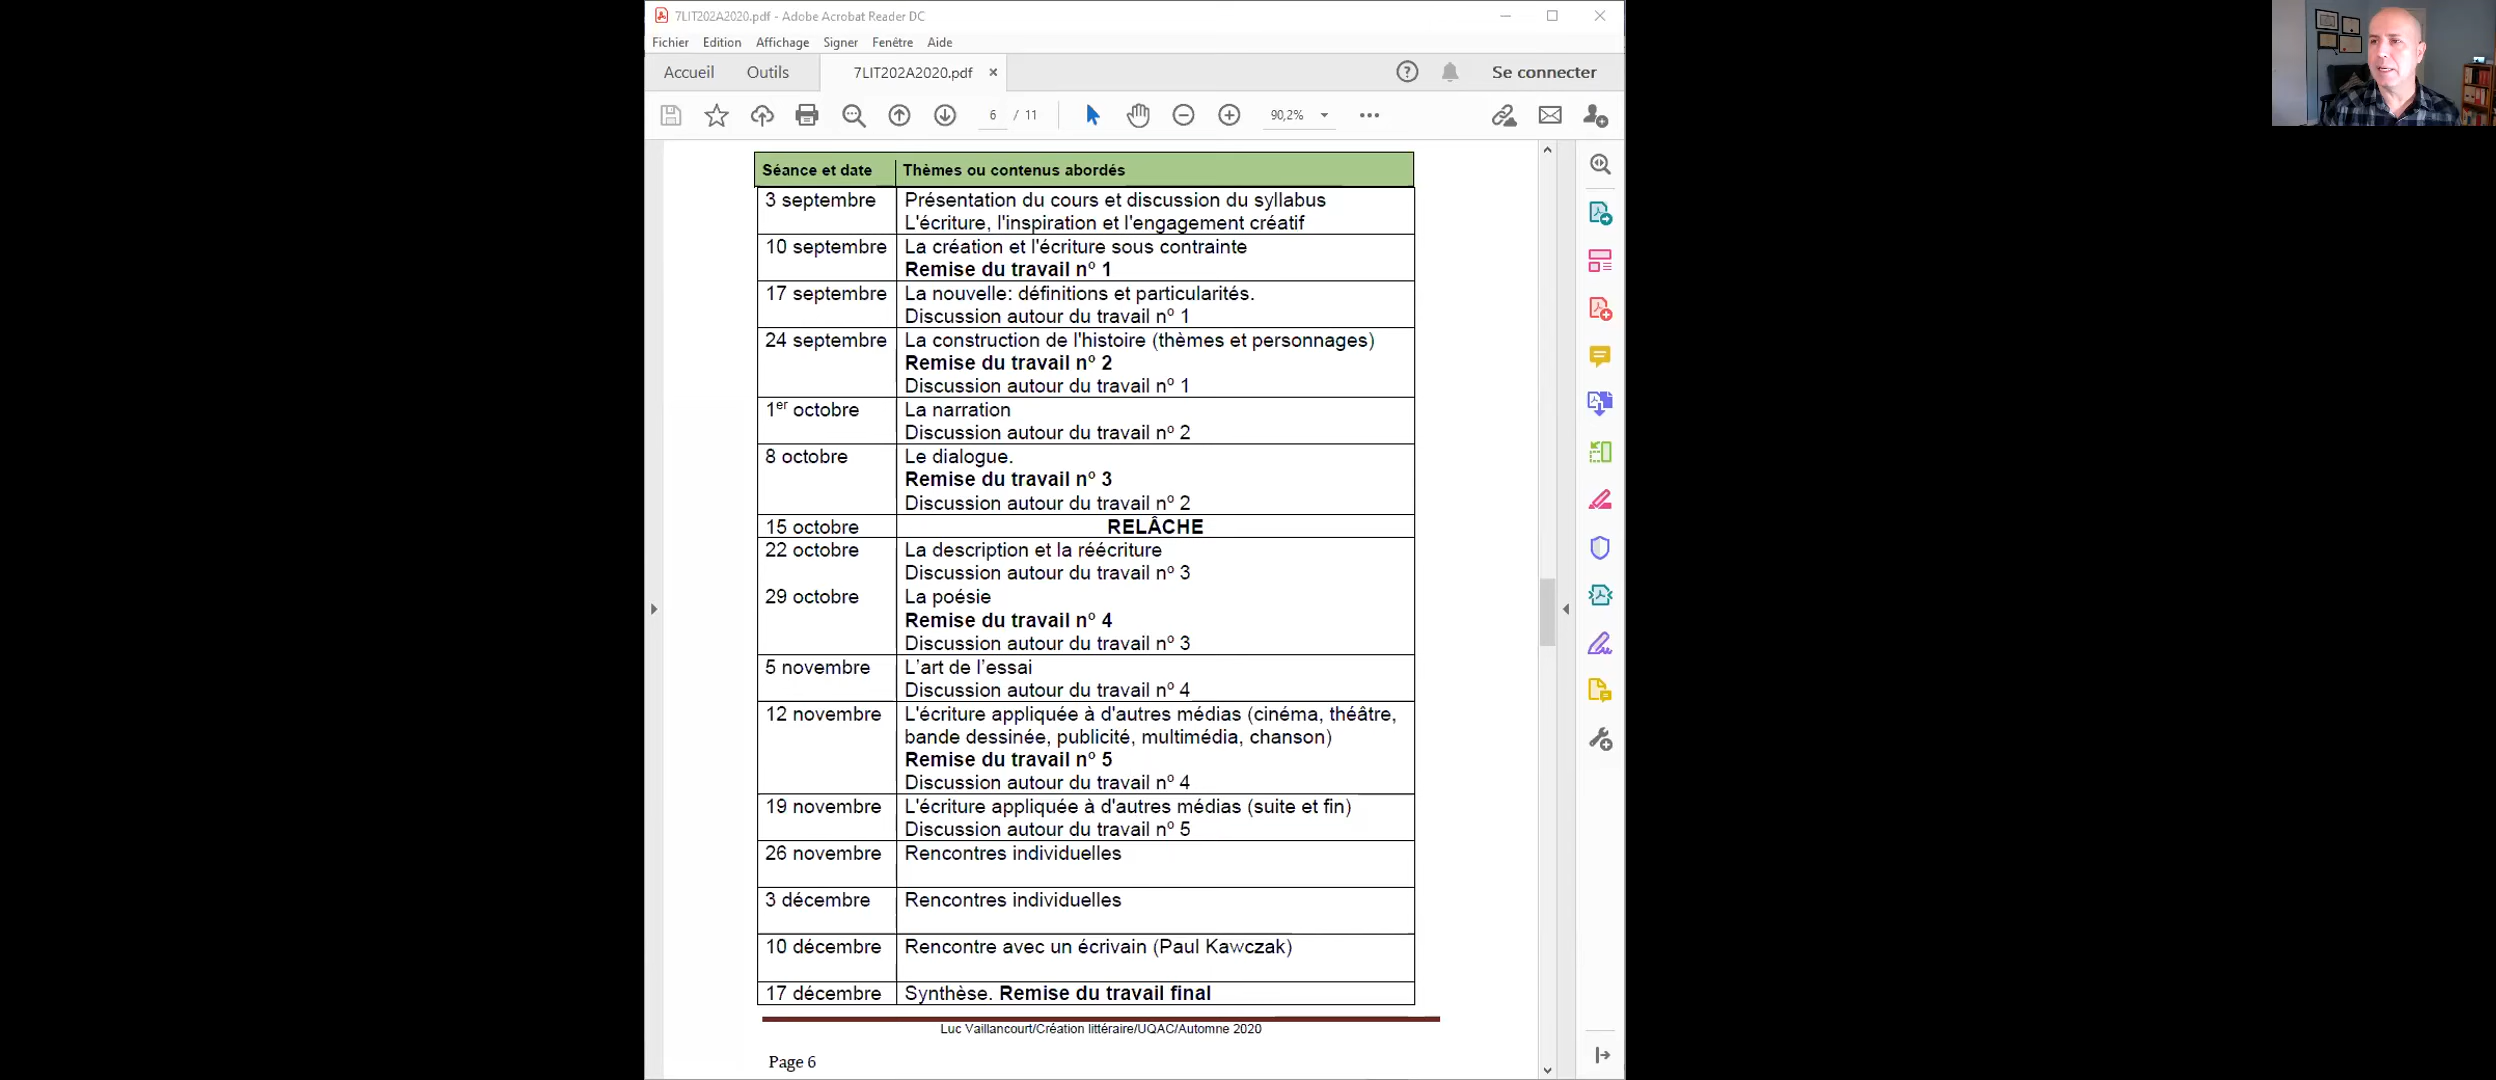 7LIT202A2020.pdf - Adobe Acrobat Reader DC
Fichier Edition Affichage Signer Fenêtre Aide
Accueil Outils 7LIT202A2020.pdf × Se connecter
6 / 11 90,2%
Séance et date Thèmes ou contenus abordés
3 septembre Présentation du cours et discussion du syllabus
L'écriture, l'inspiration et l'engagement créatif
10 septembre La création et l'écriture sous contrainte
Remise du travail nº 1
17 septembre La nouvelle: définitions et particularités.
Discussion autour du travail nº 1
24 septembre La construction de l'histoire (thèmes et personnages)
Remise du travail nº 2
Discussion autour du travail nº 1
1er octobre La narration
Discussion autour du travail nº 2
8 octobre Le dialogue.
Remise du travail nº 3
Discussion autour du travail nº 2
15 octobre RELÂCHE
22 octobre La description et la réécriture
Discussion autour du travail nº 3
29 octobre La poésie
Remise du travail nº 4
Discussion autour du travail nº 3
5 novembre L’art de l’essai
Discussion autour du travail nº 4
12 novembre L'écriture appliquée à d'autres médias (cinéma, théâtre,
bande dessinée, publicité, multimédia, chanson)
Remise du travail nº 5
Discussion autour du travail nº 4
19 novembre L'écriture appliquée à d'autres médias (suite et fin)
Discussion autour du travail nº 5
26 novembre Rencontres individuelles
3 décembre Rencontres individuelles
10 décembre Rencontre avec un écrivain (Paul Kawczak)
17 décembre Synthèse. Remise du travail final
Luc Vaillancourt/Création littéraire/UQAC/Automne 2020
Page 6